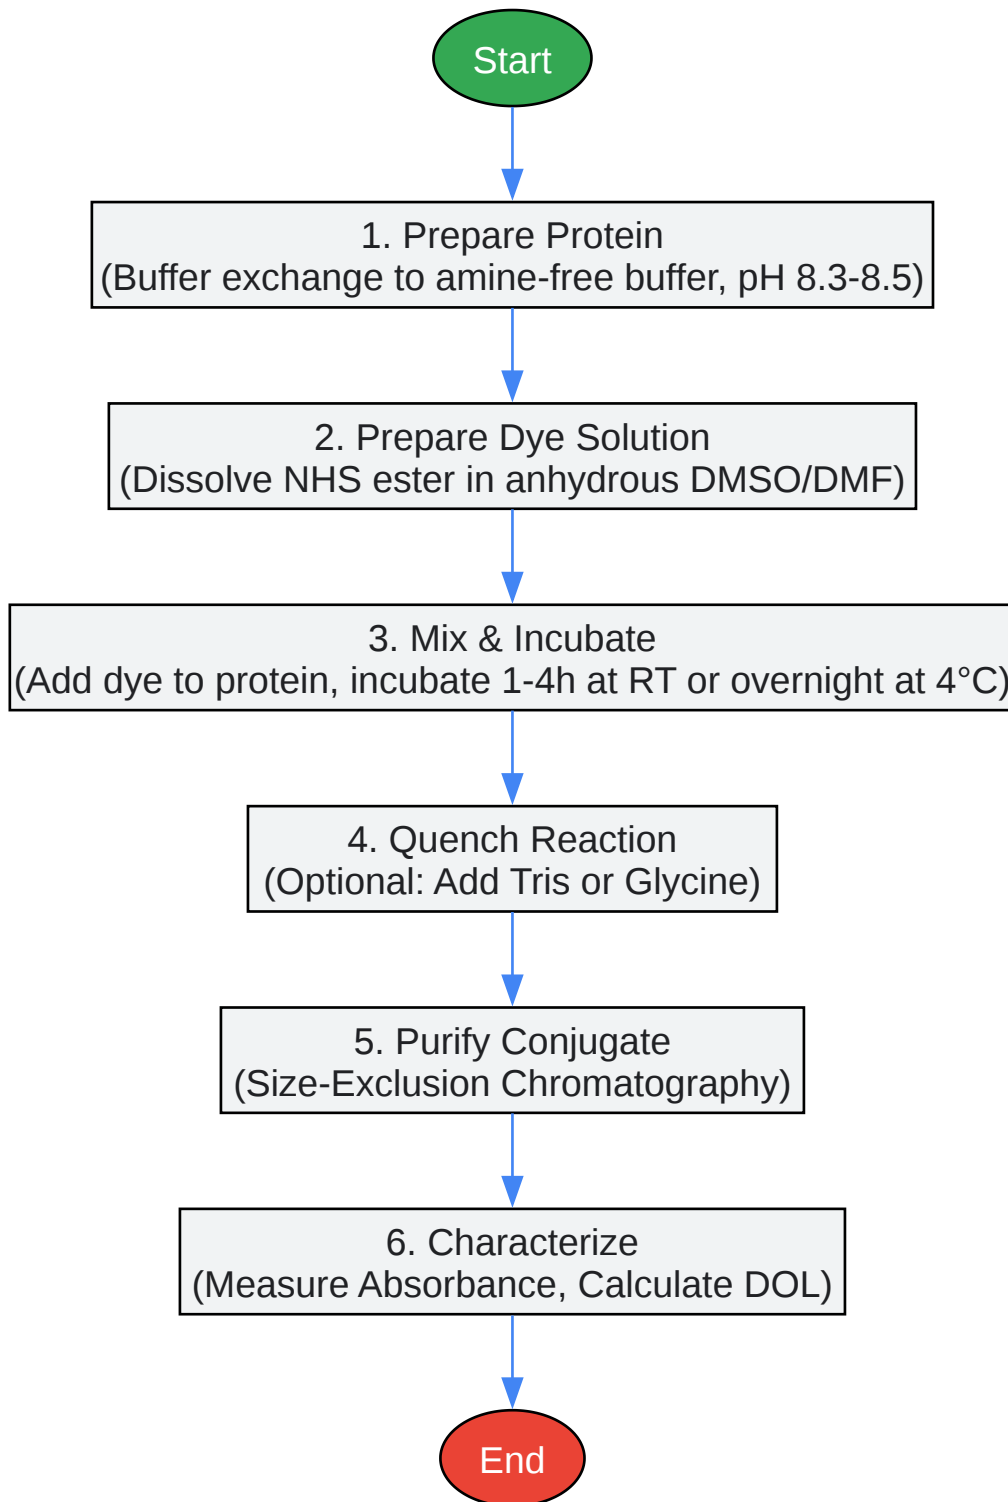 Start
1. Prepare Protein
(Buffer exchange to amine-free buffer, pH 8.3-8.5)
2. Prepare Dye Solution
(Dissolve NHS ester in anhydrous DMSO/DMF)
3. Mix & Incubate
(Add dye to protein, incubate 1-4h at RT or overnight at 4°C)
4. Quench Reaction
(Optional: Add Tris or Glycine)
5. Purify Conjugate
(Size-Exclusion Chromatography)
6. Characterize
(Measure Absorbance, Calculate DOL)
End